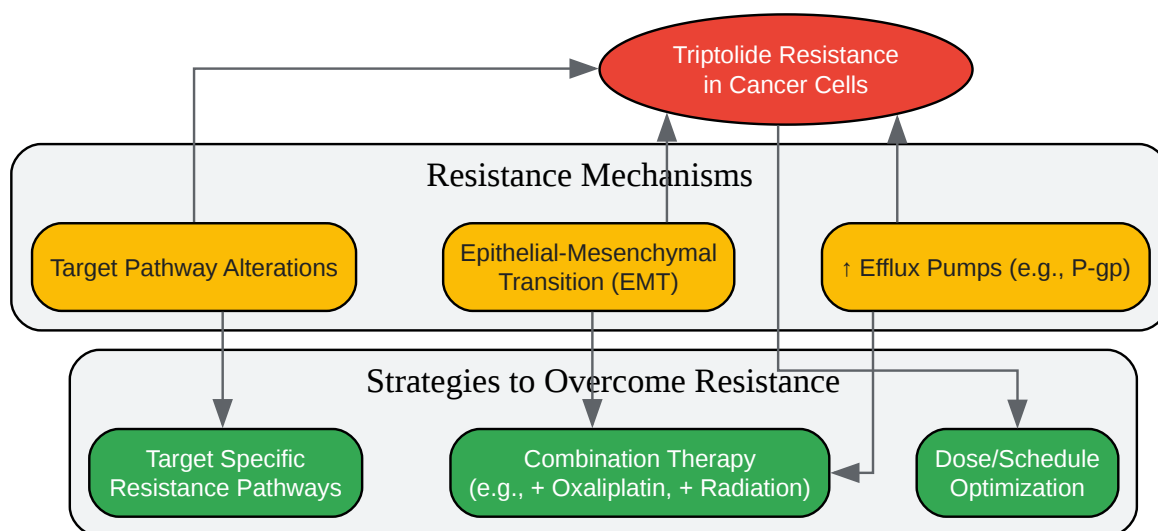 Triptolide Resistance
in Cancer Cells
Resistance Mechanisms
Target Pathway Alterations
Epithelial-Mesenchymal
Transition (EMT)
↑ Efflux Pumps (e.g., P-gp)
Strategies to Overcome Resistance
Target Specific
Resistance Pathways
Combination Therapy
(e.g., + Oxaliplatin, + Radiation)
Dose/Schedule
Optimization